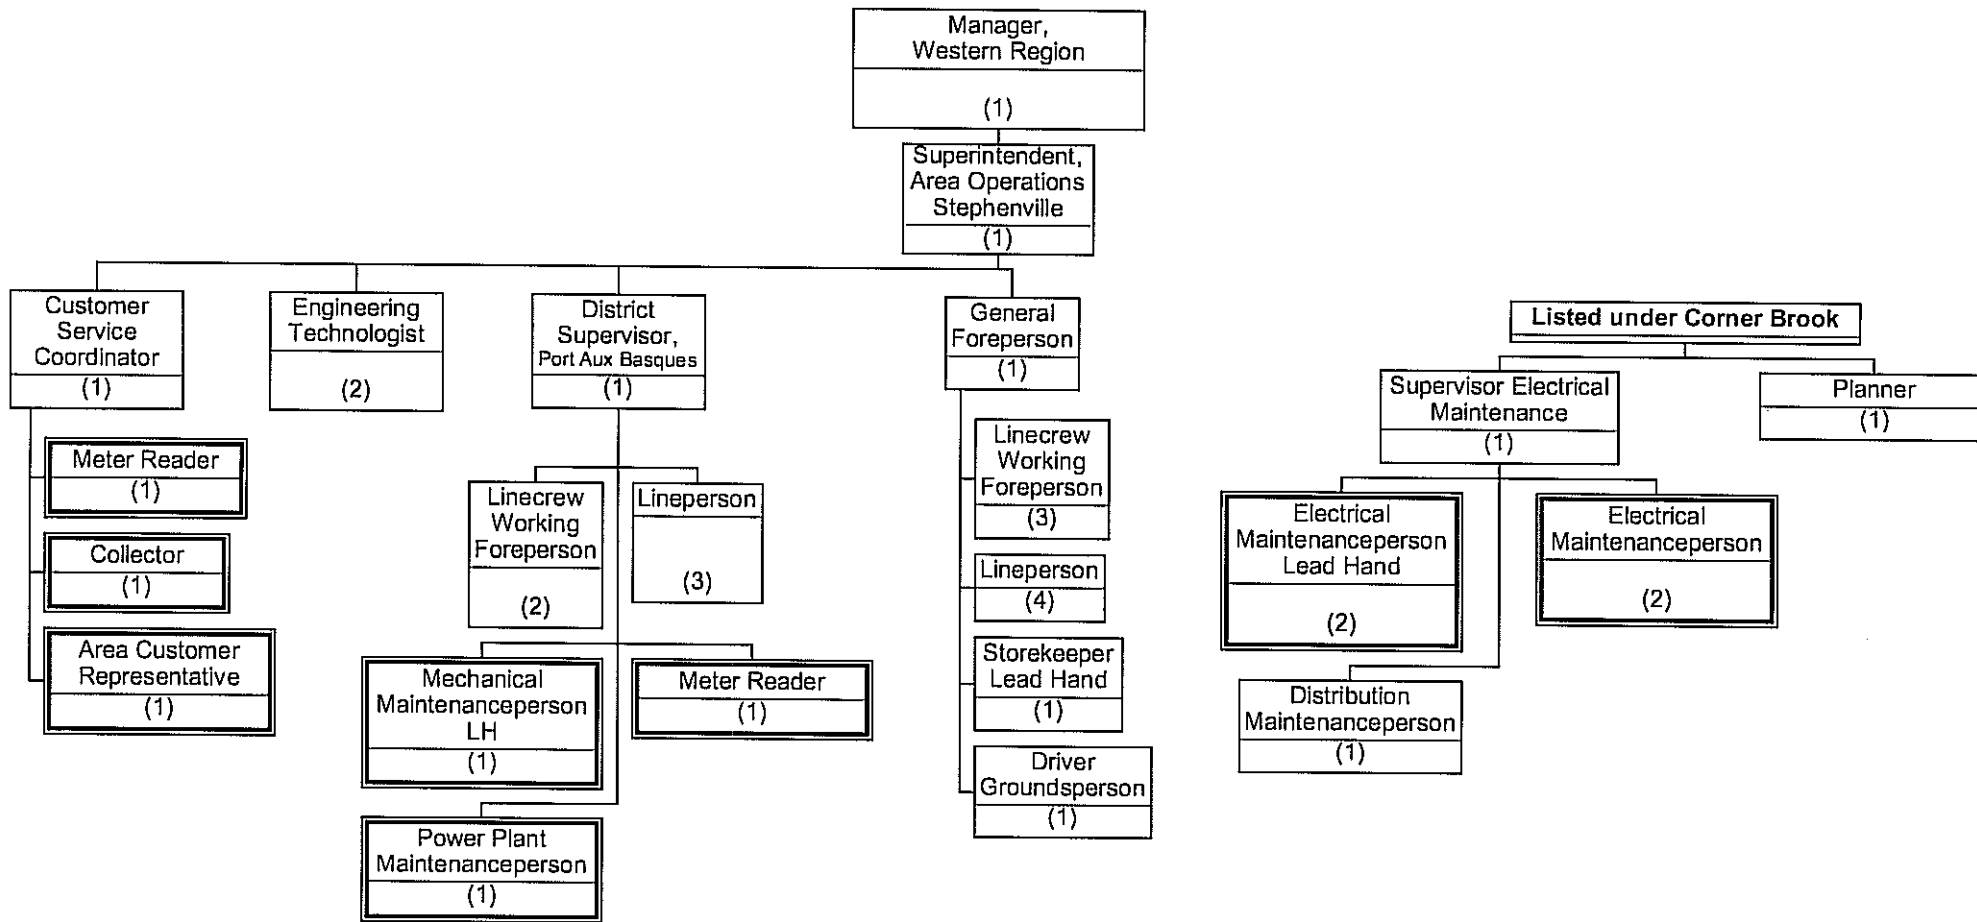 Manager,
Western Region
(1)
Superintendent,
Area Operations
Stephenville
(1)
Customer
Service
Coordinator
(1)
Meter Reader
(1)
Collector
(1)
Area Customer
Representative
(1)
Engineering
Technologist
(2)
District
Supervisor,
Port Aux Basques
(1)
Linecrew
Working
Foreperson
(2)
Lineperson
(3)
Mechanical
Maintenanceperson
LH
(1)
Meter Reader
(1)
Power Plant
Maintenanceperson
(1)
General
Foreperson
(1)
Linecrew
Working
Foreperson
(3)
Lineperson
(4)
Storekeeper
Lead Hand
(1)
Driver
Groundsperson
(1)
Listed under Corner Brook
Supervisor Electrical
Maintenance
(1)
Planner
(1)
Electrical
Maintenanceperson
Lead Hand
(2)
Electrical
Maintenanceperson
(2)
Distribution
Maintenanceperson
(1)